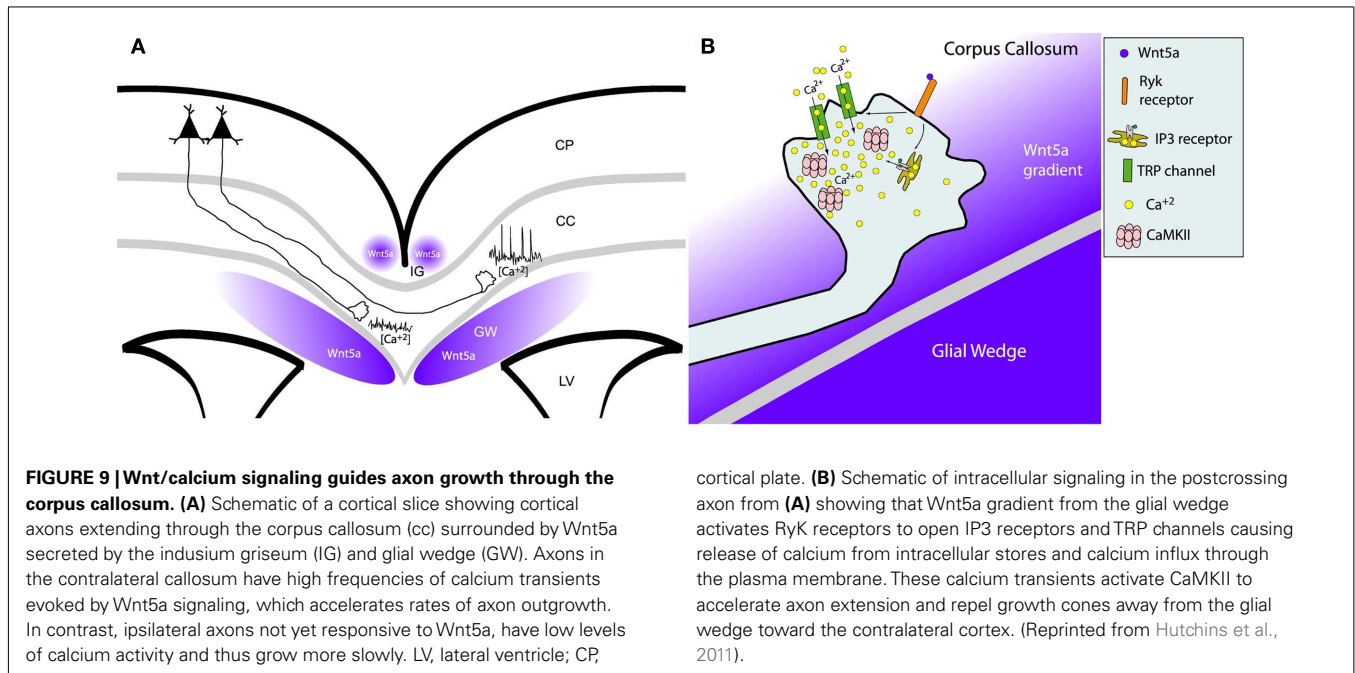 A
CP
CC
Wnt5a
Wnt5a
IG
[Ca+2]
[Ca+2]
GW
Wnt5a
Wnt5a
LV
B
Corpus Callosum
Ca2+
Ca2+
Ca2+
Wnt5a
gradient
Glial Wedge
Wnt5a
Ryk
receptor
IP3 receptor
TRP channel
Ca+2
CaMKII
FIGURE 9 | Wnt/calcium signaling guides axon growth through the
corpus callosum. (A) Schematic of a cortical slice showing cortical
axons extending through the corpus callosum (cc) surrounded by Wnt5a
secreted by the indusium griseum (IG) and glial wedge (GW). Axons in
the contralateral callosum have high frequencies of calcium transients
evoked by Wnt5a signaling, which accelerates rates of axon outgrowth.
In contrast, ipsilateral axons not yet responsive to Wnt5a, have low levels
of calcium activity and thus grow more slowly. LV, lateral ventricle; CP,
cortical plate. (B) Schematic of intracellular signaling in the postcrossing
axon from (A) showing that Wnt5a gradient from the glial wedge
activates RyK receptors to open IP3 receptors and TRP channels causing
release of calcium from intracellular stores and calcium influx through
the plasma membrane. These calcium transients activate CaMKII to
accelerate axon extension and repel growth cones away from the glial
wedge toward the contralateral cortex. (Reprinted from Hutchins et al.,
2011).